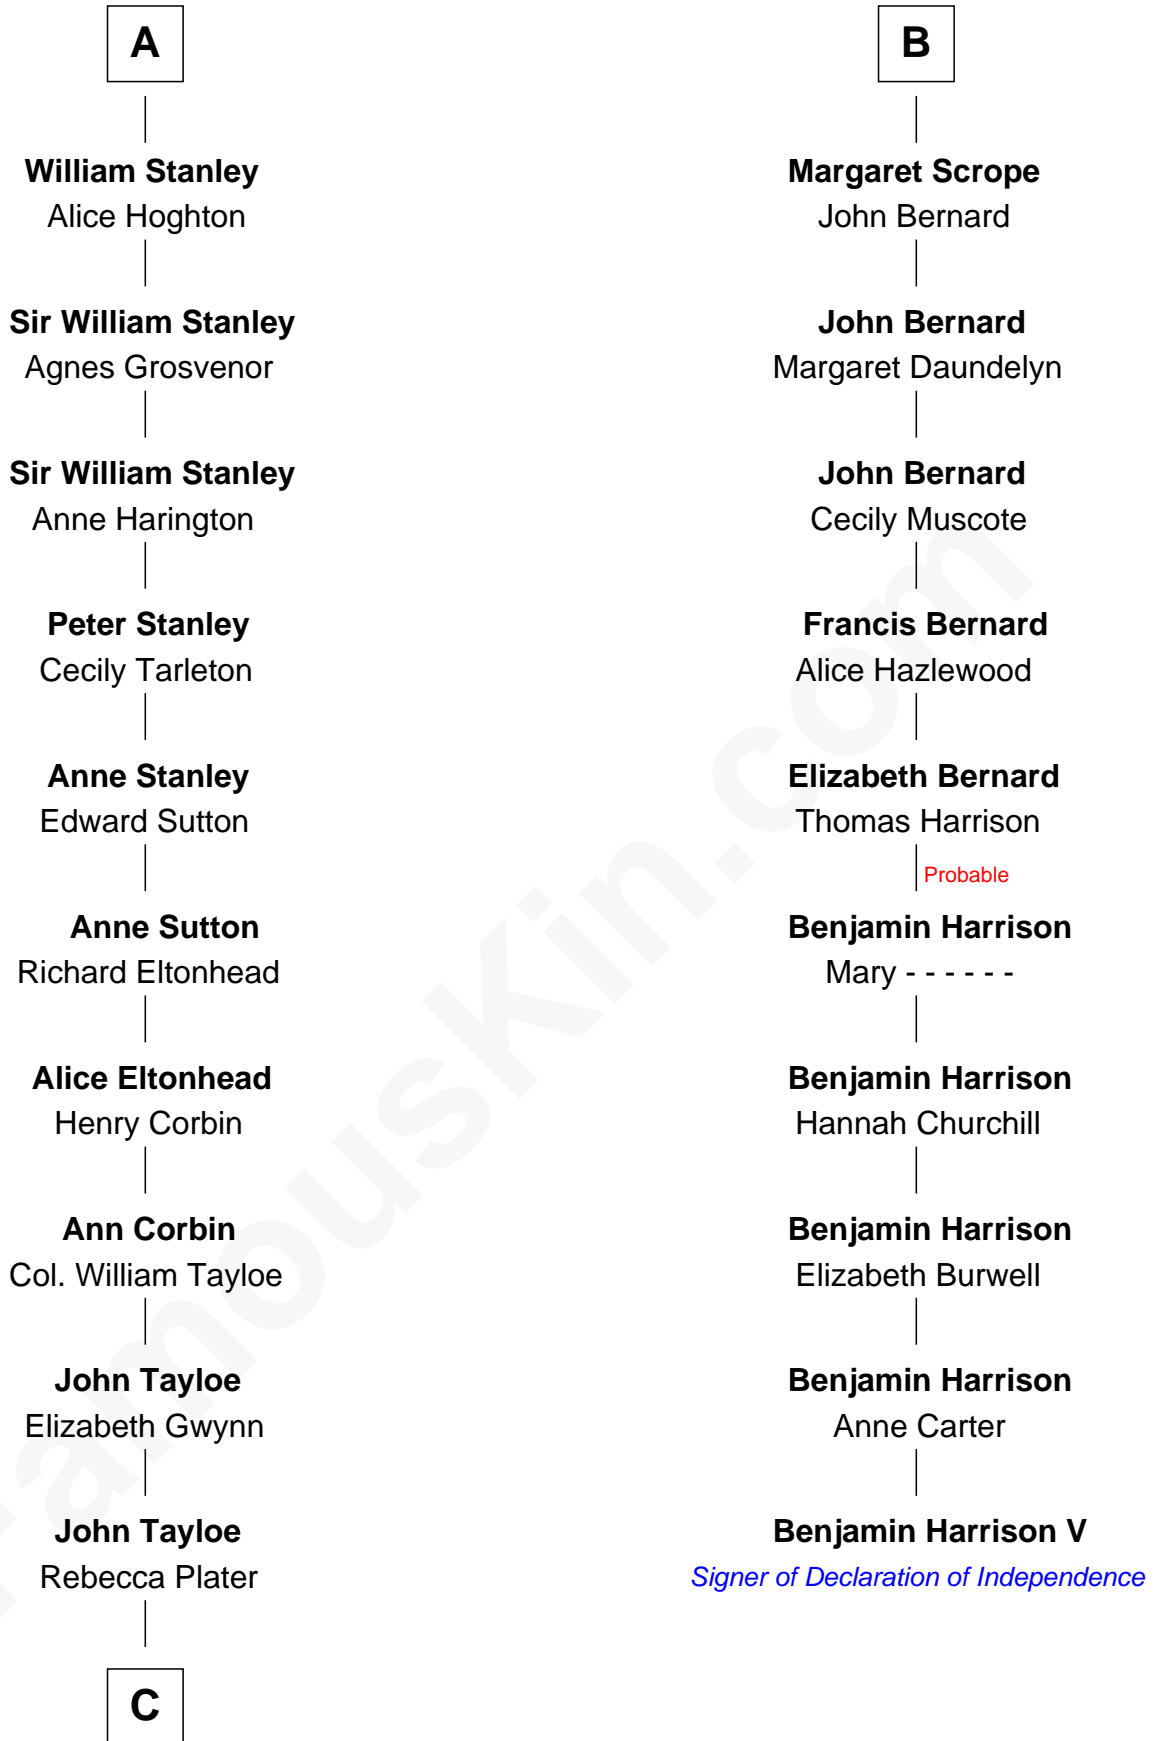 A
William Stanley
Alice Hoghton
Sir William Stanley
Agnes Grosvenor
Sir William Stanley
Anne Harington
Peter Stanley
Cecily Tarleton
Anne Stanley
Edward Sutton
Anne Sutton
Richard Eltonhead
Alice Eltonhead
Henry Corbin
Ann Corbin
Col. William Tayloe
John Tayloe
Elizabeth Gwynn
John Tayloe
Rebecca Plater
C
B
Margaret Scrope
John Bernard
John Bernard
Margaret Daundelyn
John Bernard
Cecily Muscote
Francis Bernard
Alice Hazlewood
Elizabeth Bernard
Thomas Harrison
Probable
Benjamin Harrison
Mary - - - - - -
Benjamin Harrison
Hannah Churchill
Benjamin Harrison
Elizabeth Burwell
Benjamin Harrison
Anne Carter
Benjamin Harrison V
Signer of Declaration of Independence
FamousKin.com